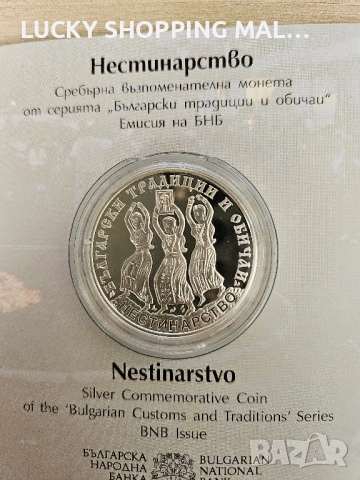 LUCKY SHOPPING MAL...
Нестинарство
Сребърна възпоменателна монета
от серията „Български традиции и обичаи“
Емисия на БНБ
БЪЛГАРСКИ ТРАДИЦИИ И ОБИЧАИ
НЕСТИНАРСТВО
Nestinarstvo
Silver Commemorative Coin
of the 'Bulgarian Customs and Traditions' Series
BNB Issue
БЪЛГАРСКА
НАРОДНА
БАНКА
BULGARIAN
NATIONAL
BANK
bazar